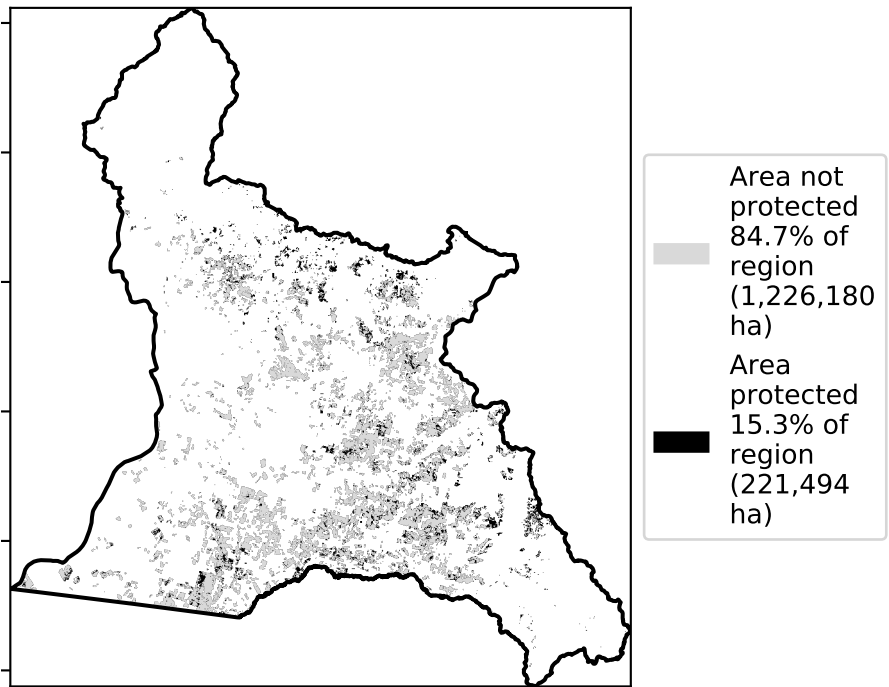 Area not
protected
84.7% of
region
(1,226,180
ha)
Area
protected
15.3% of
region
(221,494
ha)